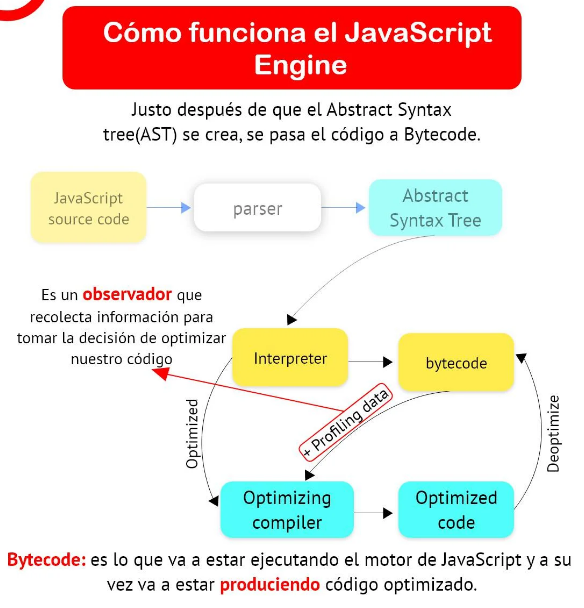 Cómo funciona el JavaScript
Engine
Justo después de que el Abstract Syntax
tree(AST) se crea, se pasa el código a Bytecode.
JavaScript
source code
parser
Abstract
Syntax Tree
Es un observador que
recolecta información para
tomar la decisión de optimizar
nuestro código
Interpreter
bytecode
Optimized
+ Profiling data
Deoptimize
Optimizing
compiler
Optimized
code
Bytecode: es lo que va a estar ejecutando el motor de JavaScript y a su
vez va a estar produciendo código optimizado.